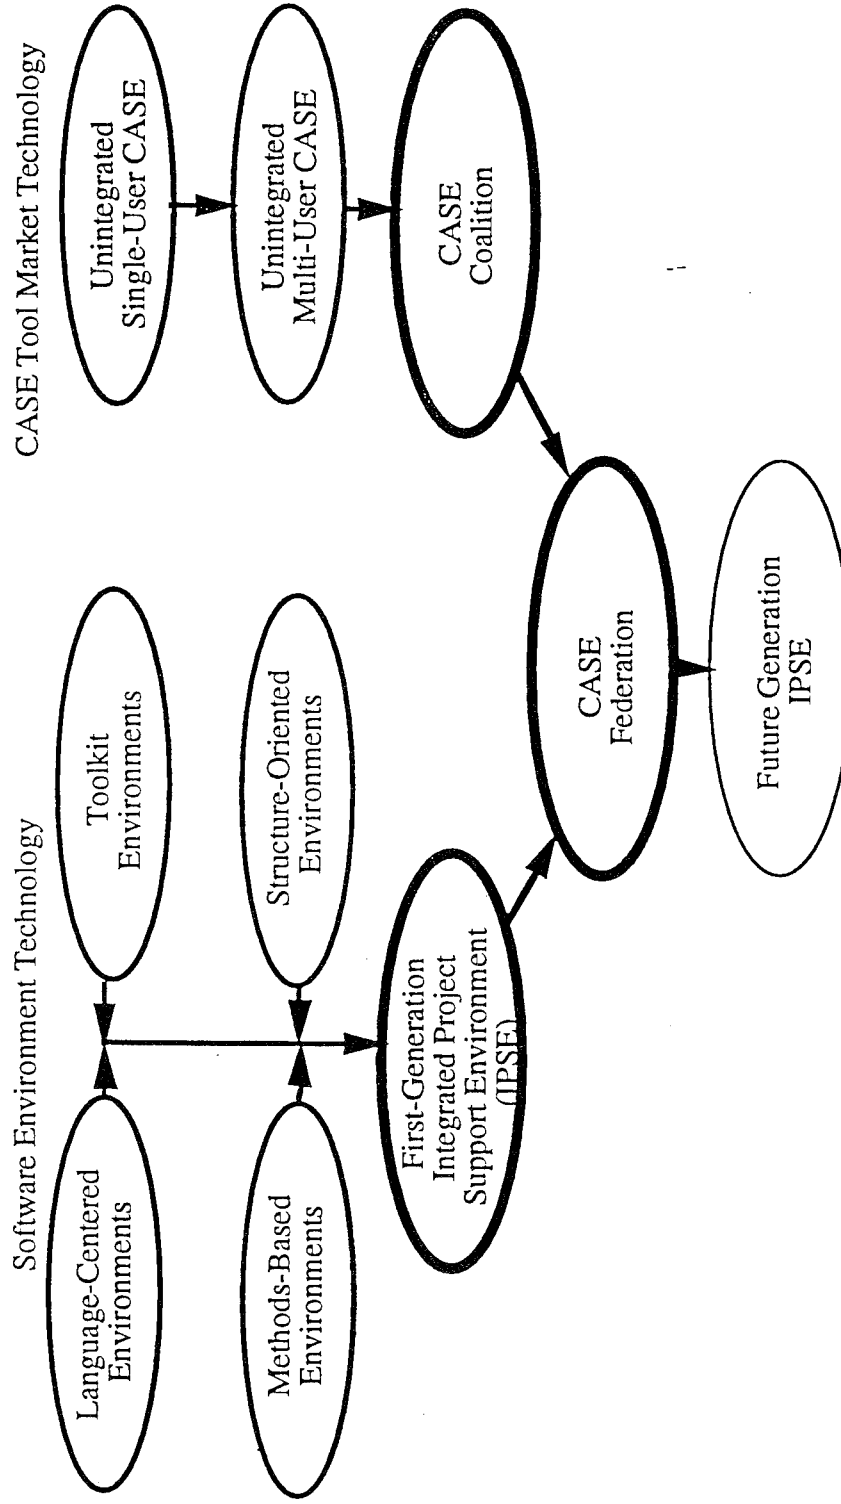 Software Environment Technology
Language-Centered
Environments
Toolkit
Environments
Methods-Based
Environments
Structure-Oriented
Environments
First-Generation
Integrated Project
Support Environment
(IPSE)
CASE Tool Market Technology
Unintegrated
Single-User CASE
Unintegrated
Multi-User CASE
CASE
Coalition
CASE
Federation
Future Generation
IPSE